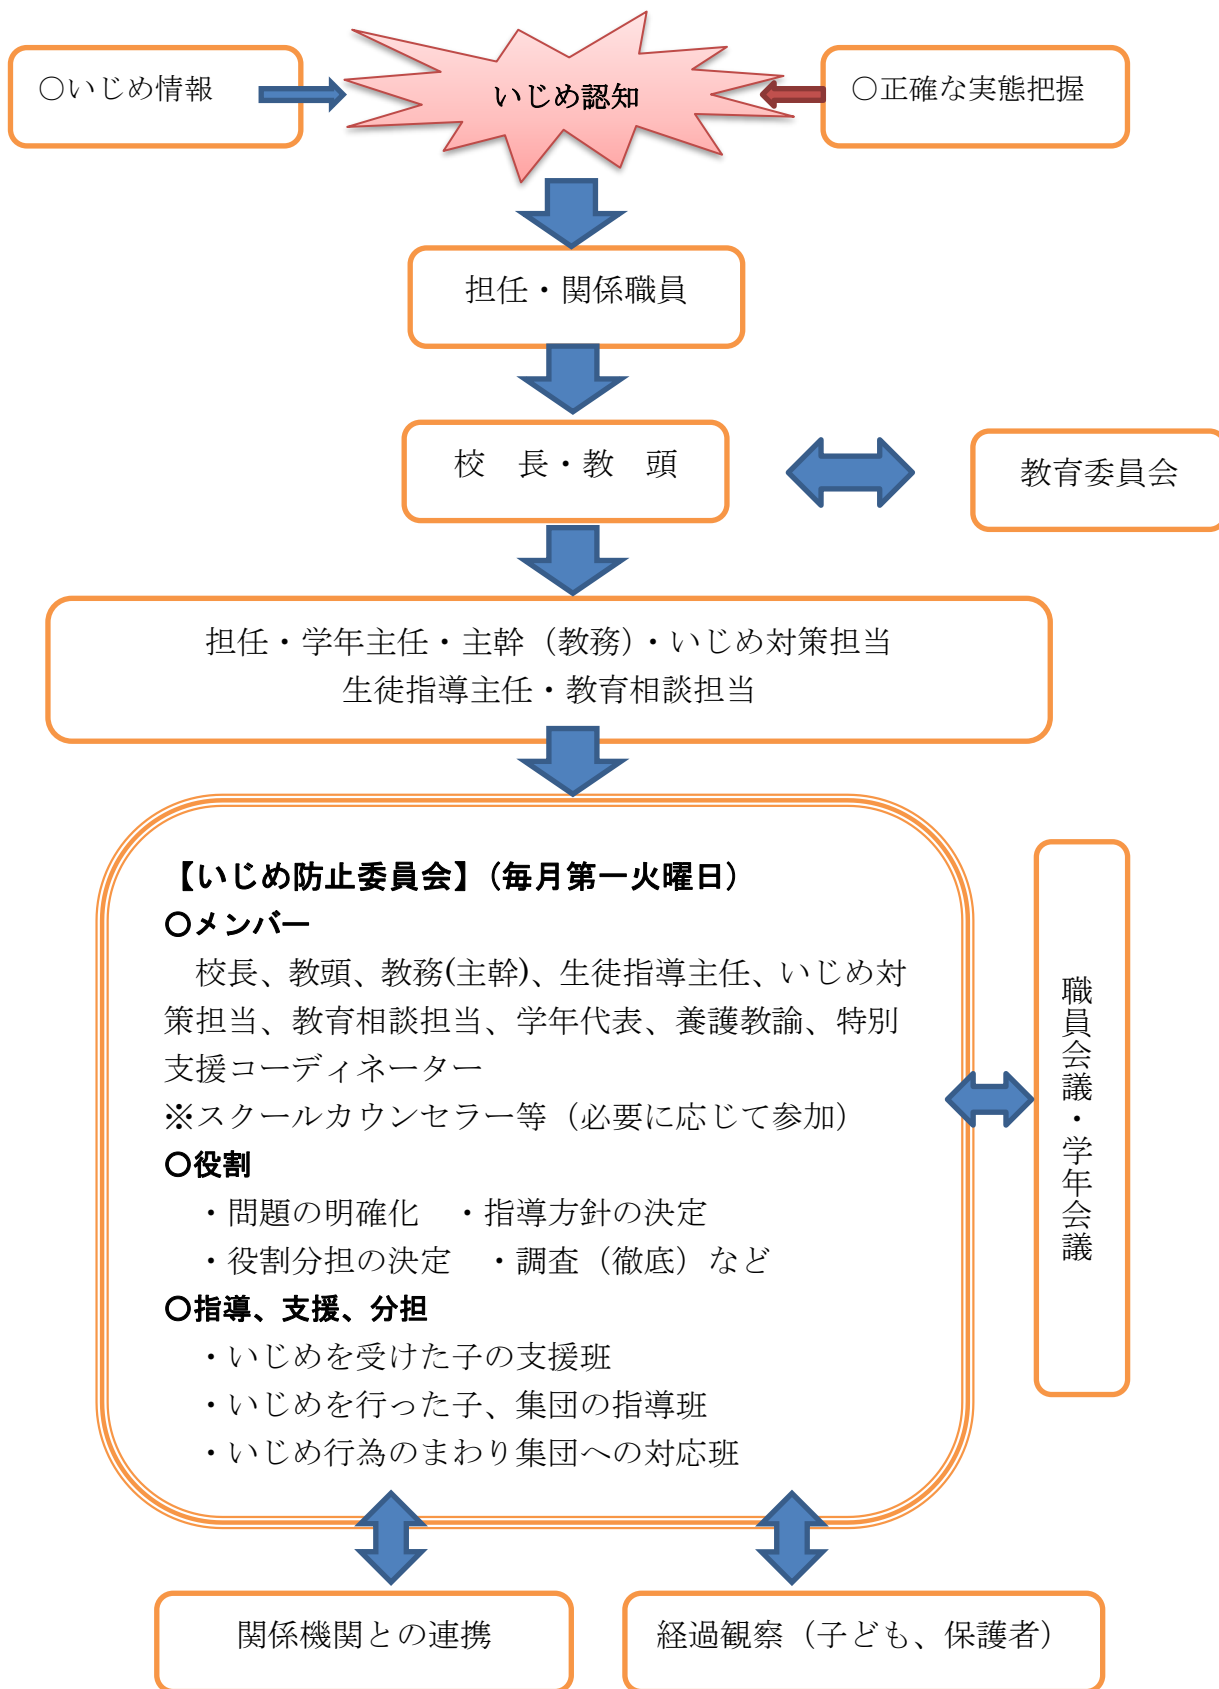 ○いじめ情報
いじめ認知
○正確な実態把握
担任・関係職員
校　長・教　頭
教育委員会
担任・学年主任・主幹（教務）・いじめ対策担当
生徒指導主任・教育相談担当
【いじめ防止委員会】（毎月第一火曜日）
○メンバー
校長、教頭、教務(主幹)、生徒指導主任、いじめ対
策担当、教育相談担当、学年代表、養護教諭、特別
支援コーディネーター
※スクールカウンセラー等（必要に応じて参加）
○役割
・問題の明確化　・指導方針の決定
・役割分担の決定　・調査（徹底）など
○指導、支援、分担
・いじめを受けた子の支援班
・いじめを行った子、集団の指導班
・いじめ行為のまわり集団への対応班
職員会議・学年会議
関係機関との連携
経過観察（子ども、保護者）